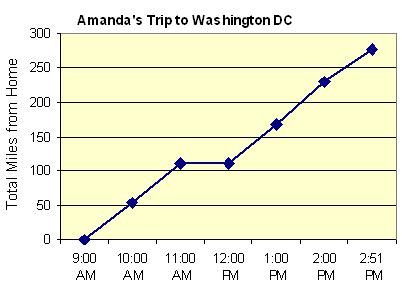 Amanda's Trip to Washington DC
Total Miles from Home
300
250
200
150
100
50
0
9:00 AM
10:00 AM
11:00 AM
12:00 PM
1:00 PM
2:00 PM
2:51 PM